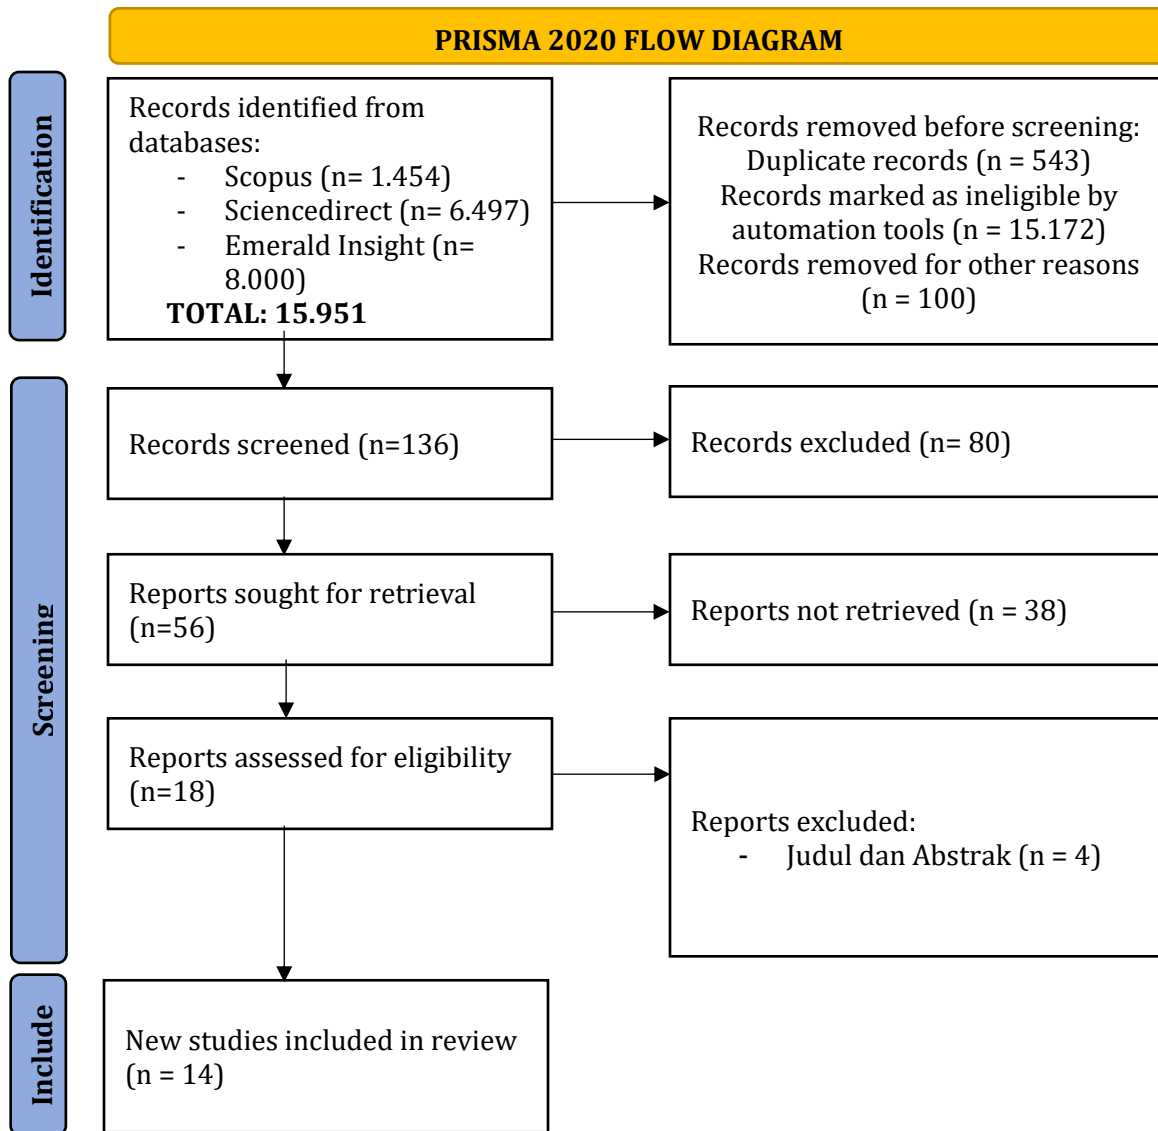 PRISMA 2020 FLOW DIAGRAM
Identification
Records identified from
databases:
- Scopus (n= 1.454)
- Sciencedirect (n= 6.497)
- Emerald Insight (n=
8.000)
TOTAL: 15.951
Records removed before screening:
Duplicate records (n = 543)
Records marked as ineligible by
automation tools (n = 15.172)
Records removed for other reasons
(n = 100)
Screening
Records screened (n=136)
Records excluded (n= 80)
Reports sought for retrieval
(n=56)
Reports not retrieved (n = 38)
Reports assessed for eligibility
(n=18)
Reports excluded:
- Judul dan Abstrak (n = 4)
Include
New studies included in review
(n = 14)